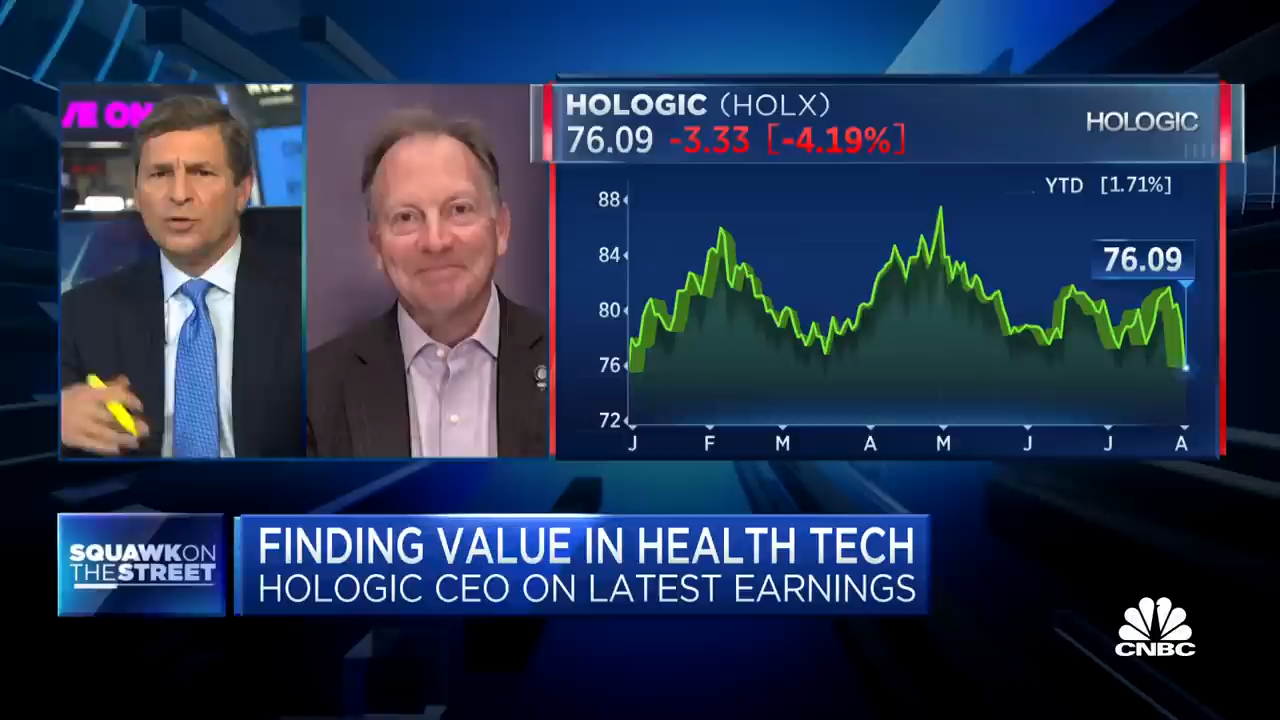 HOLOGIC (HOLX)
76.09 -3.33 [-4.19%]
HOLOGIC
YTD [1.71%]
88
84
80
76
72
76.09
J F M A M J J A
SQUAWK ON
THE STREET
FINDING VALUE IN HEALTH TECH
HOLOGIC CEO ON LATEST EARNINGS
CNBC